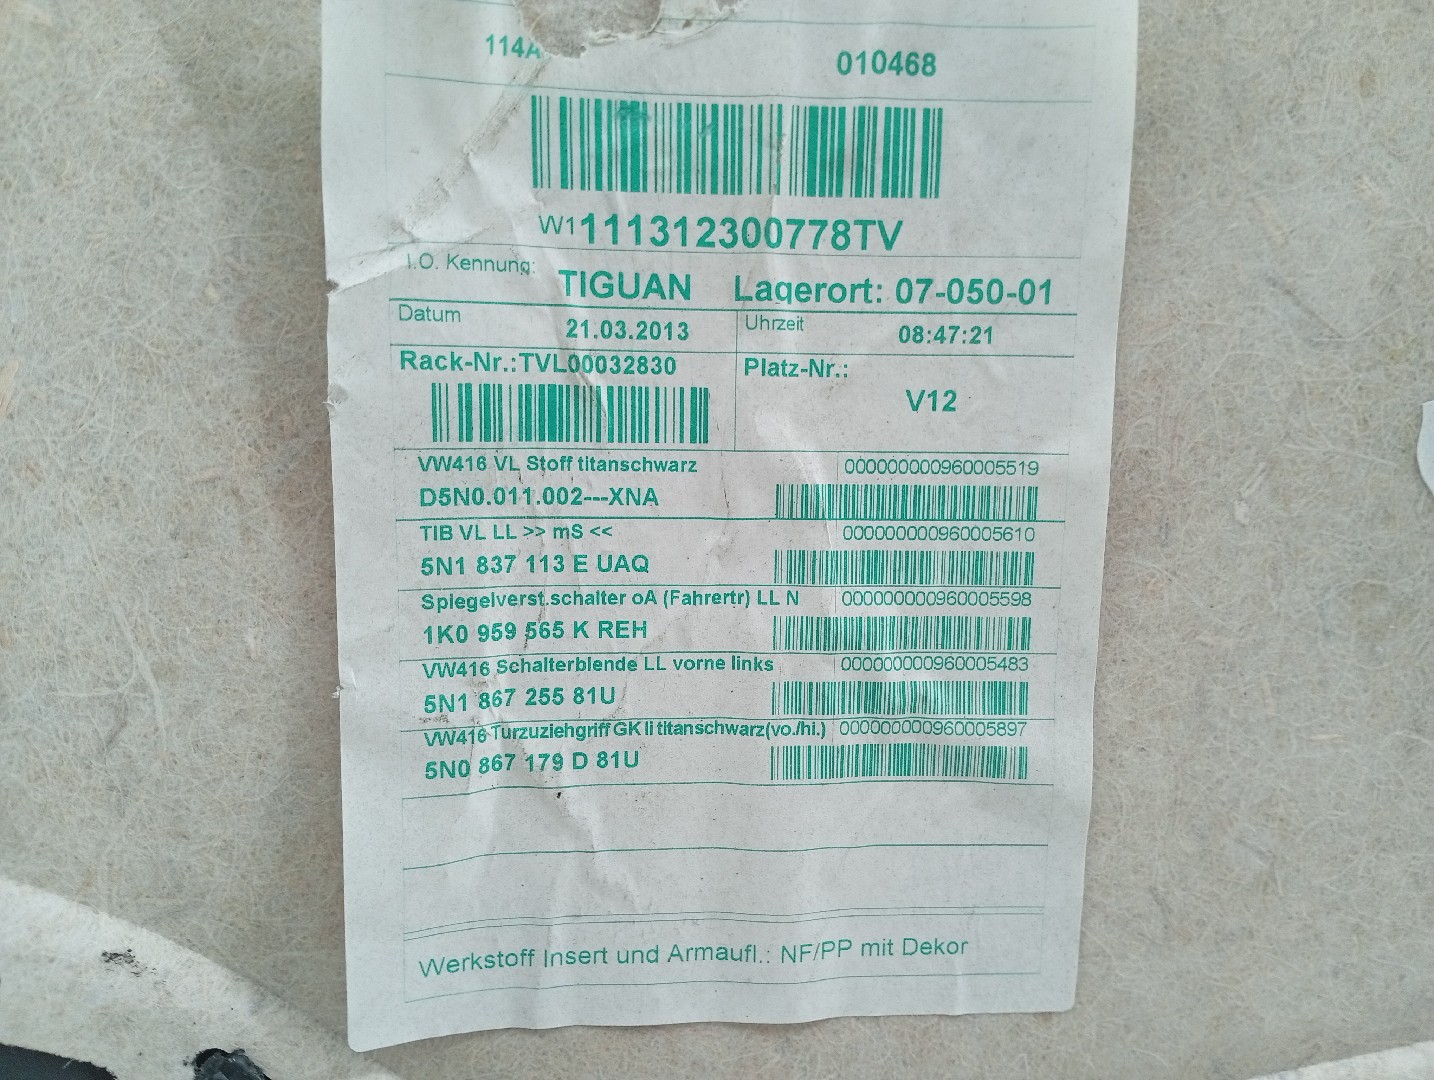 114A 010468
W1111312300778TV
I.O. Kennung: TIGUAN Lagerort: 07-050-01
Datum 21.03.2013 Uhrzeit 08:47:21
Rack-Nr.:TVL00032830 Platz-Nr.:
V12
VW416 VL Stoff titanschwarz 000000000960005519
D5N0.011.002---XNA
TIB VL LL >> mS << 000000000960005610
5N1 837 113 E UAQ
Spiegelverst.schalter oA (Fahrertr) LL N 000000000960005598
1K0 959 565 K REH
VW416 Schalterblende LL vorne links 000000000960005483
5N1 867 255 81U
VW416 Turzuziehgriff GK li titanschwarz(vo./hi.) 000000000960005897
5N0 867 179 D 81U
Werkstoff Insert und Armaufl.: NF/PP mit Dekor